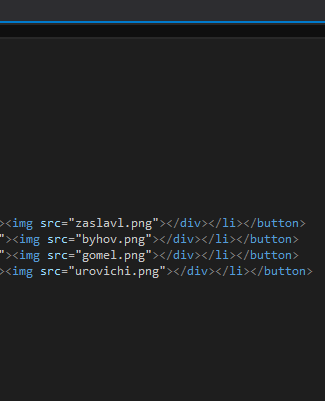 ><img src="zaslavl.png"></div></li></button>
"><img src="byhov.png"></div></li></button>
"><img src="gomel.png"></div></li></button>
><img src="urovichi.png"></div></li></button>